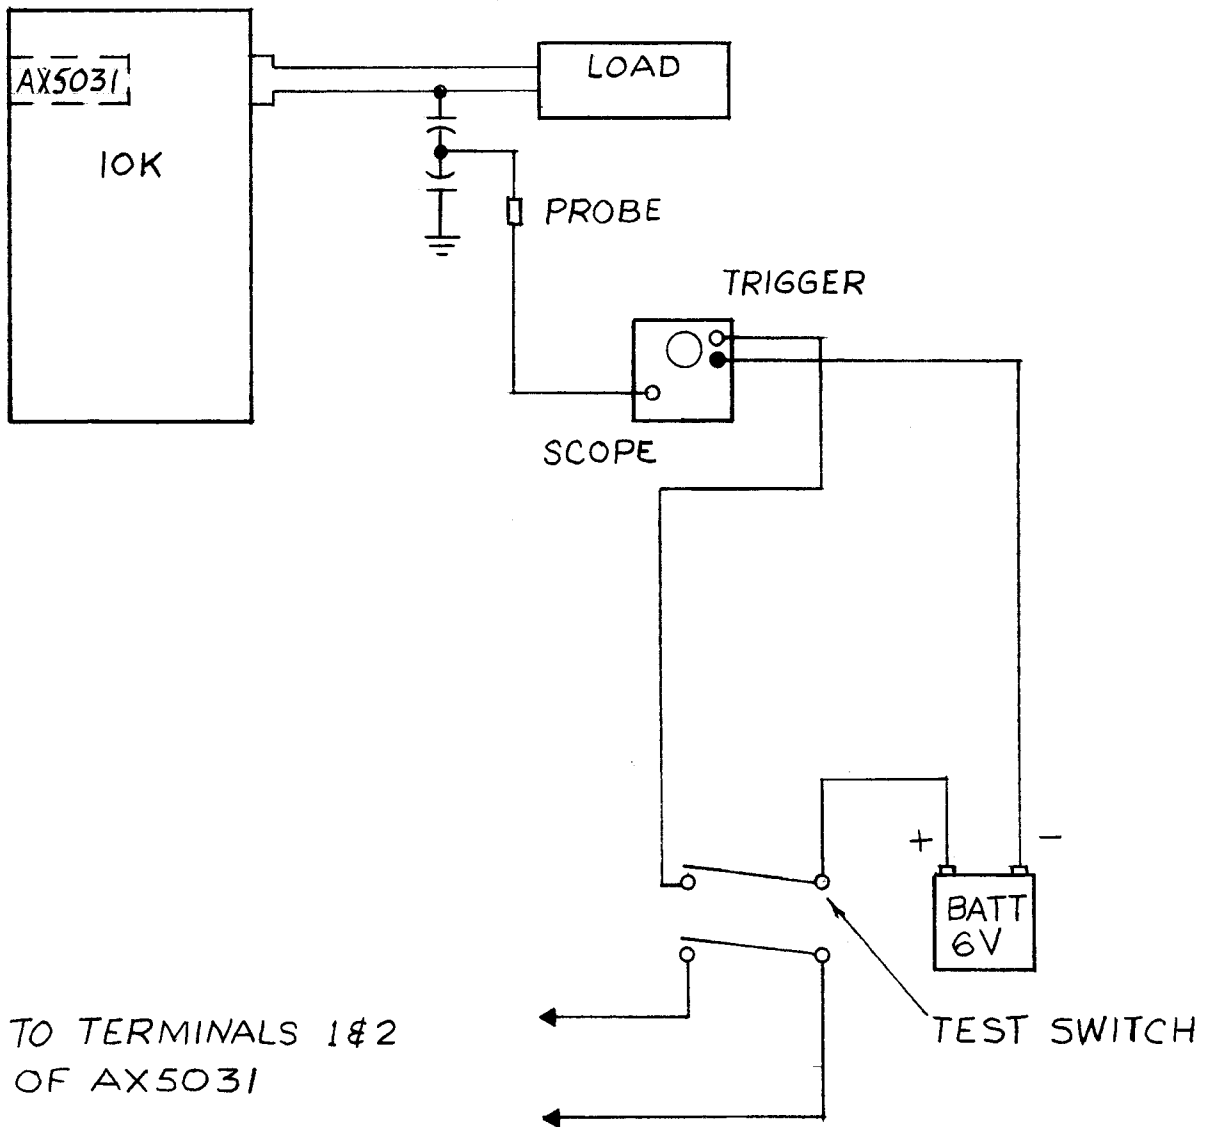 AX5031
LOAD
10K
PROBE
TRIGGER
SCOPE
+ −
BATT
6V
TEST SWITCH
TO TERMINALS 1&2
OF AX5031